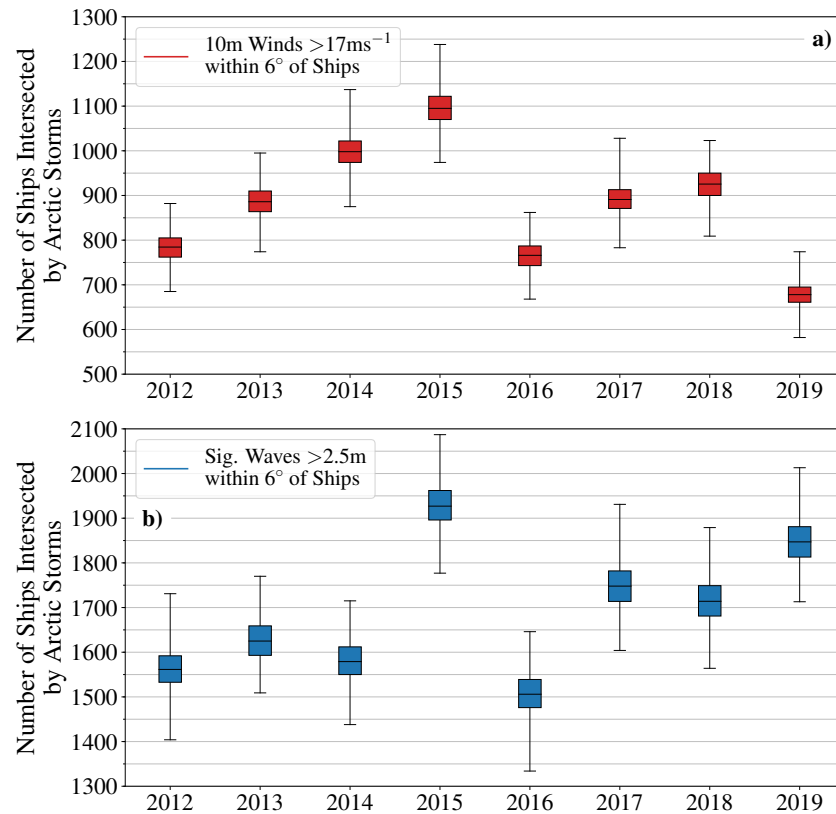 1300
1200
1100
1000
900
800
700
600
500
Number of Ships Intersected
by Arctic Storms
10m Winds >17ms⁻¹
within 6° of Ships
a)
2012 2013 2014 2015 2016 2017 2018 2019
2100
2000
1900
1800
1700
1600
1500
1400
1300
Number of Ships Intersected
by Arctic Storms
Sig. Waves >2.5m
within 6° of Ships
b)
2012 2013 2014 2015 2016 2017 2018 2019